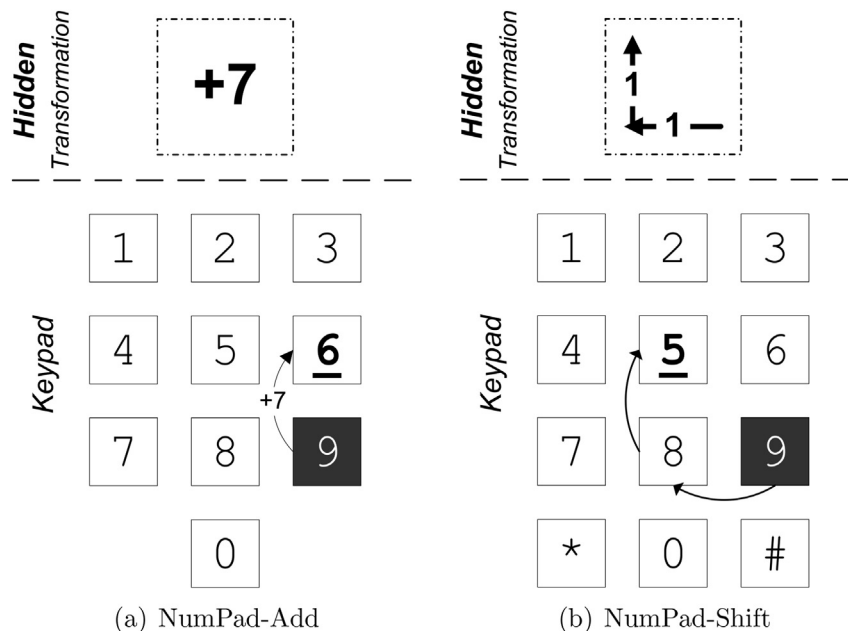 Hidden
Transformation
+7
1
1
Keypad
1 2 3
4 5 6
+7
7 8 9
0
(a) NumPad-Add
Keypad
1 2 3
4 5 6
7 8 9
* 0 #
(b) NumPad-Shift
Hidden
Transformation